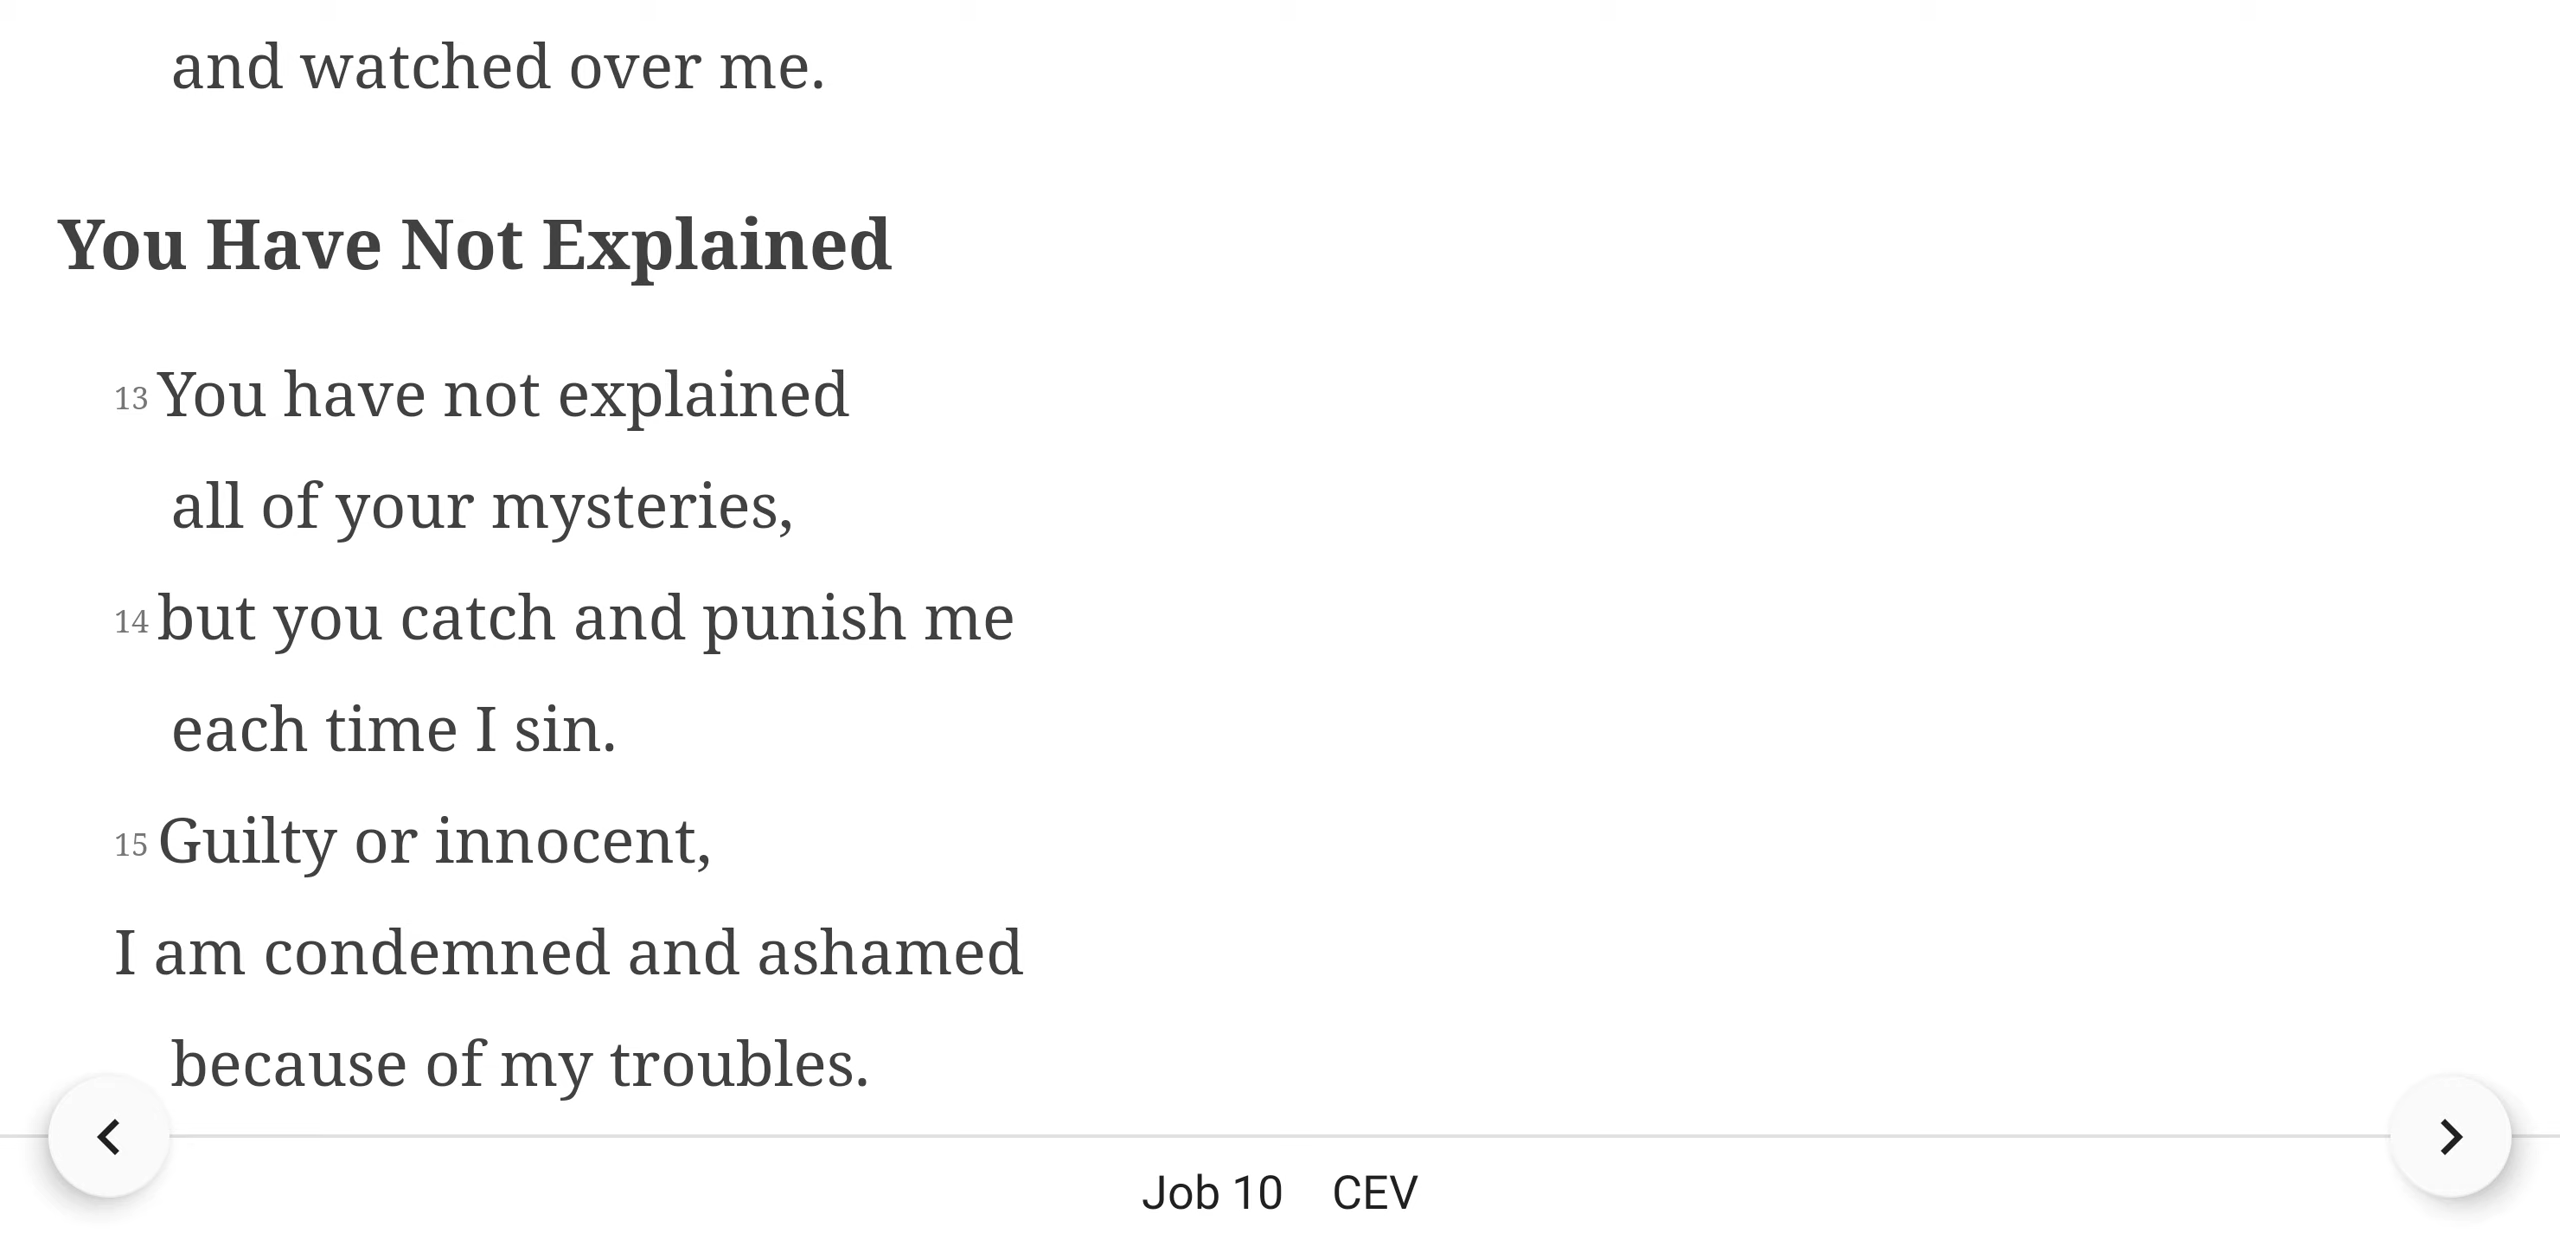 and watched over me.
You Have Not Explained
13 You have not explained
all of your mysteries,
14 but you catch and punish me
each time I sin.
15 Guilty or innocent,
I am condemned and ashamed
because of my troubles.
Job 10 CEV